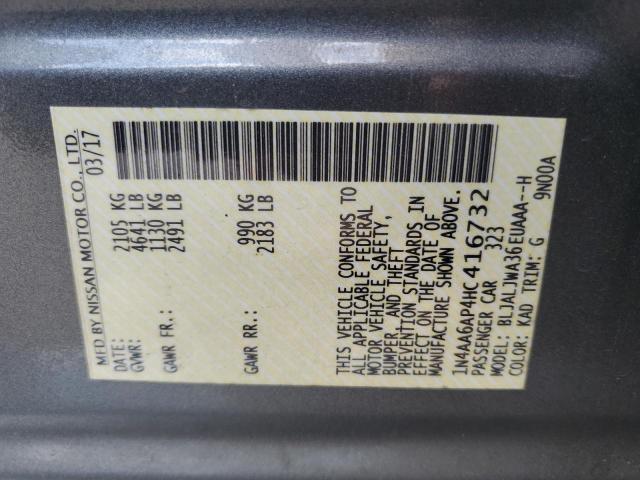 MFD BY NISSAN MOTOR CO., LTD.
DATE: 03/17
GVWR: 2105 KG
4641 LB
GAWR FR.: 1130 KG
2491 LB
GAWR RR.: 990 KG
2183 LB
THIS VEHICLE CONFORMS TO
ALL APPLICABLE FEDERAL
MOTOR VEHICLE SAFETY,
BUMPER, AND THEFT
PREVENTION STANDARDS IN
EFFECT ON THE DATE OF
MANUFACTURE SHOWN ABOVE.
1N4AA6AP4HC416732
PASSENGER CAR 323
MODEL: BLJALJWA36EUAAA--H
COLOR: KAD TRIM: G 9N00A